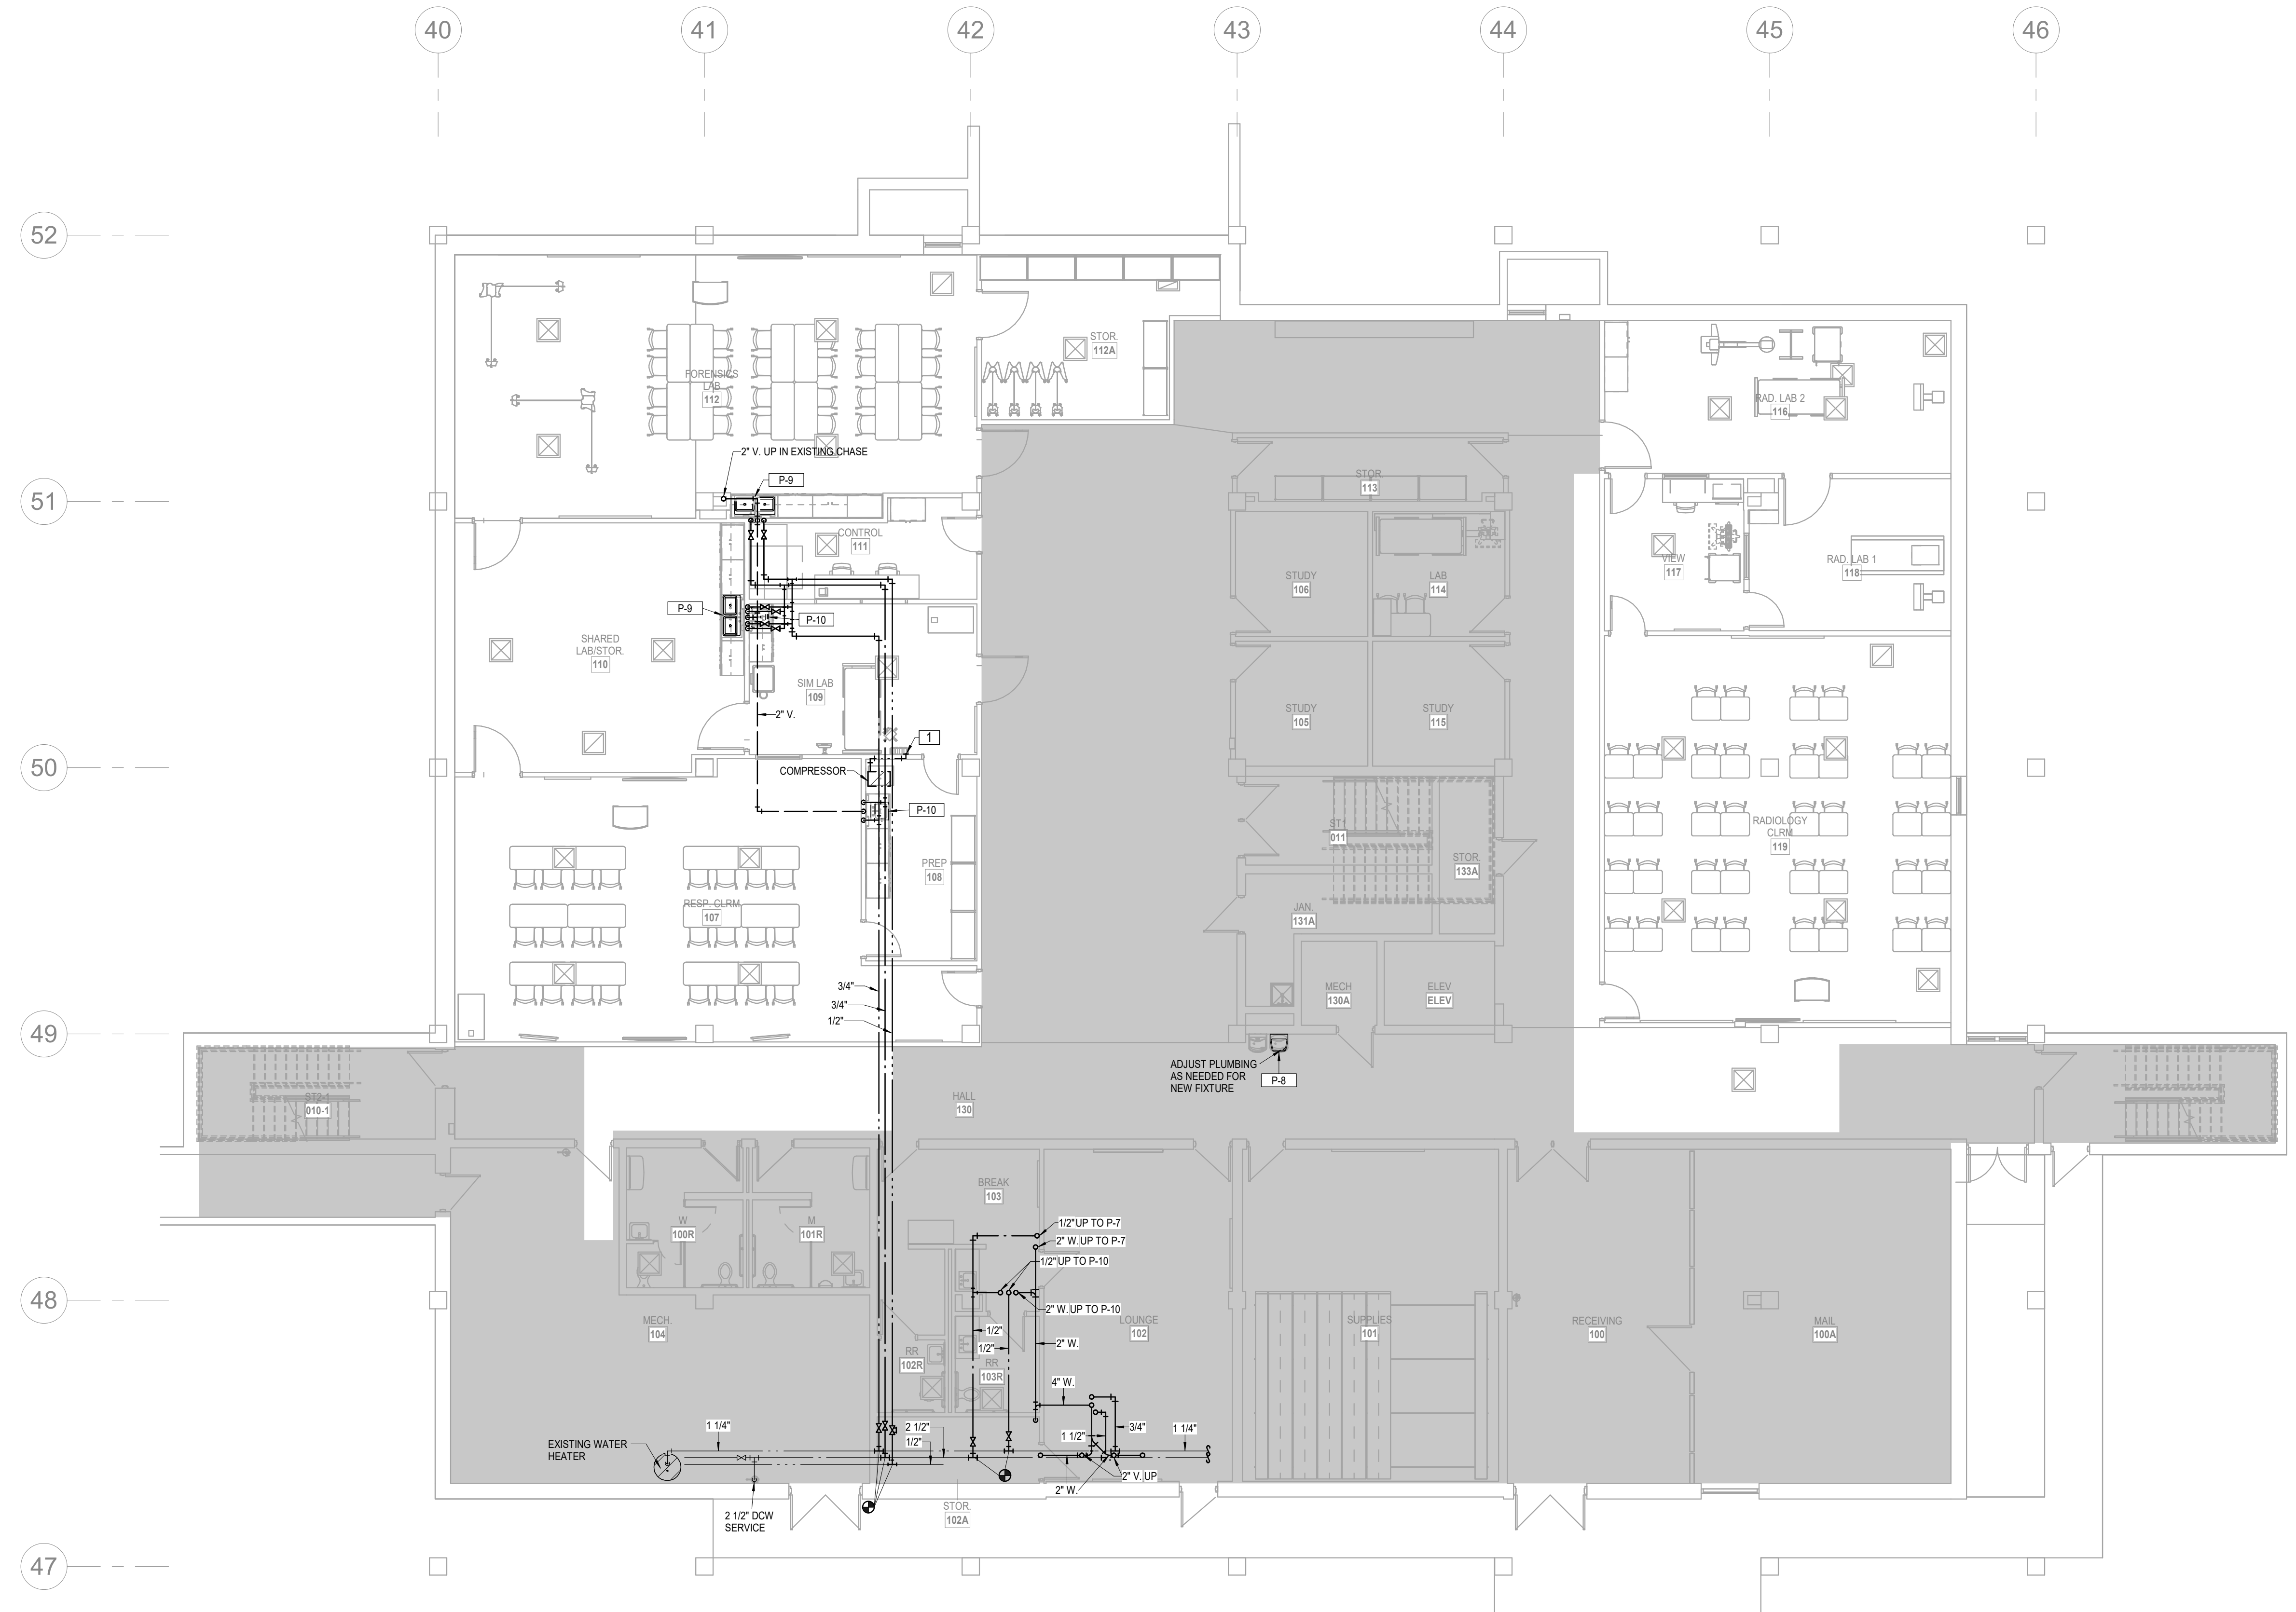 40
41
42
43
44
45
46
52
STOR.
112A
FORENSICS
LAB
112
RAD. LAB 2
116
2" V. UP IN EXISTING CHASE
P-9
51
STOR.
113
CONTROL
111
VIEW
117
RAD. LAB 1
118
STUDY
106
LAB
114
P-9
P-10
SHARED
LAB/STOR.
110
SIM LAB
109
STUDY
105
STUDY
115
2" V.
1
50
COMPRESSOR
P-10
ST1
011
RADIOLOGY
CLRM
119
STOR.
133A
PREP
108
RESP. CLRM.
107
JAN.
131A
3/4"
3/4"
1/2"
MECH
130A
ELEV
ELEV
49
ADJUST PLUMBING
AS NEEDED FOR
NEW FIXTURE
P-8
ST2-1
010-1
HALL
130
BREAK
103
W
100R
M
101R
1/2" UP TO P-7
2" W. UP TO P-7
1/2" UP TO P-10
48
2" W. UP TO P-10
MECH.
104
LOUNGE
102
SUPPLIES
101
RECEIVING
100
MAIL
100A
1/2"
1/2"
2" W.
RR
102R
RR
103R
4" W.
1 1/4"
2 1/2"
1/2"
1 1/2"
3/4"
1 1/4"
EXISTING WATER
HEATER
2" V. UP
2" W.
STOR.
102A
2 1/2" DCW
SERVICE
47